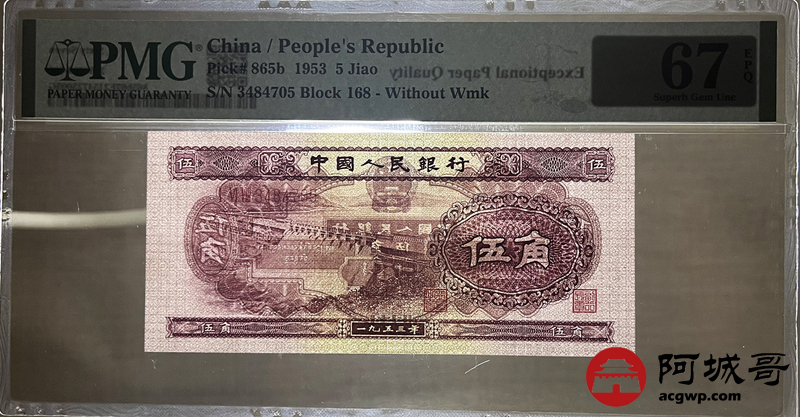 PMG
PAPER MONEY GUARANTY
China / People's Republic
Pick# 865b 1953 5 Jiao
S/N 3484705 Block 168 - Without Wmk
Exceptional Paper Quality
67
EPQ
Superb Gem Unc
伍
中國人民銀行
伍
伍角
伍角
一九五三年
伍角
阿城哥
acgwp.com